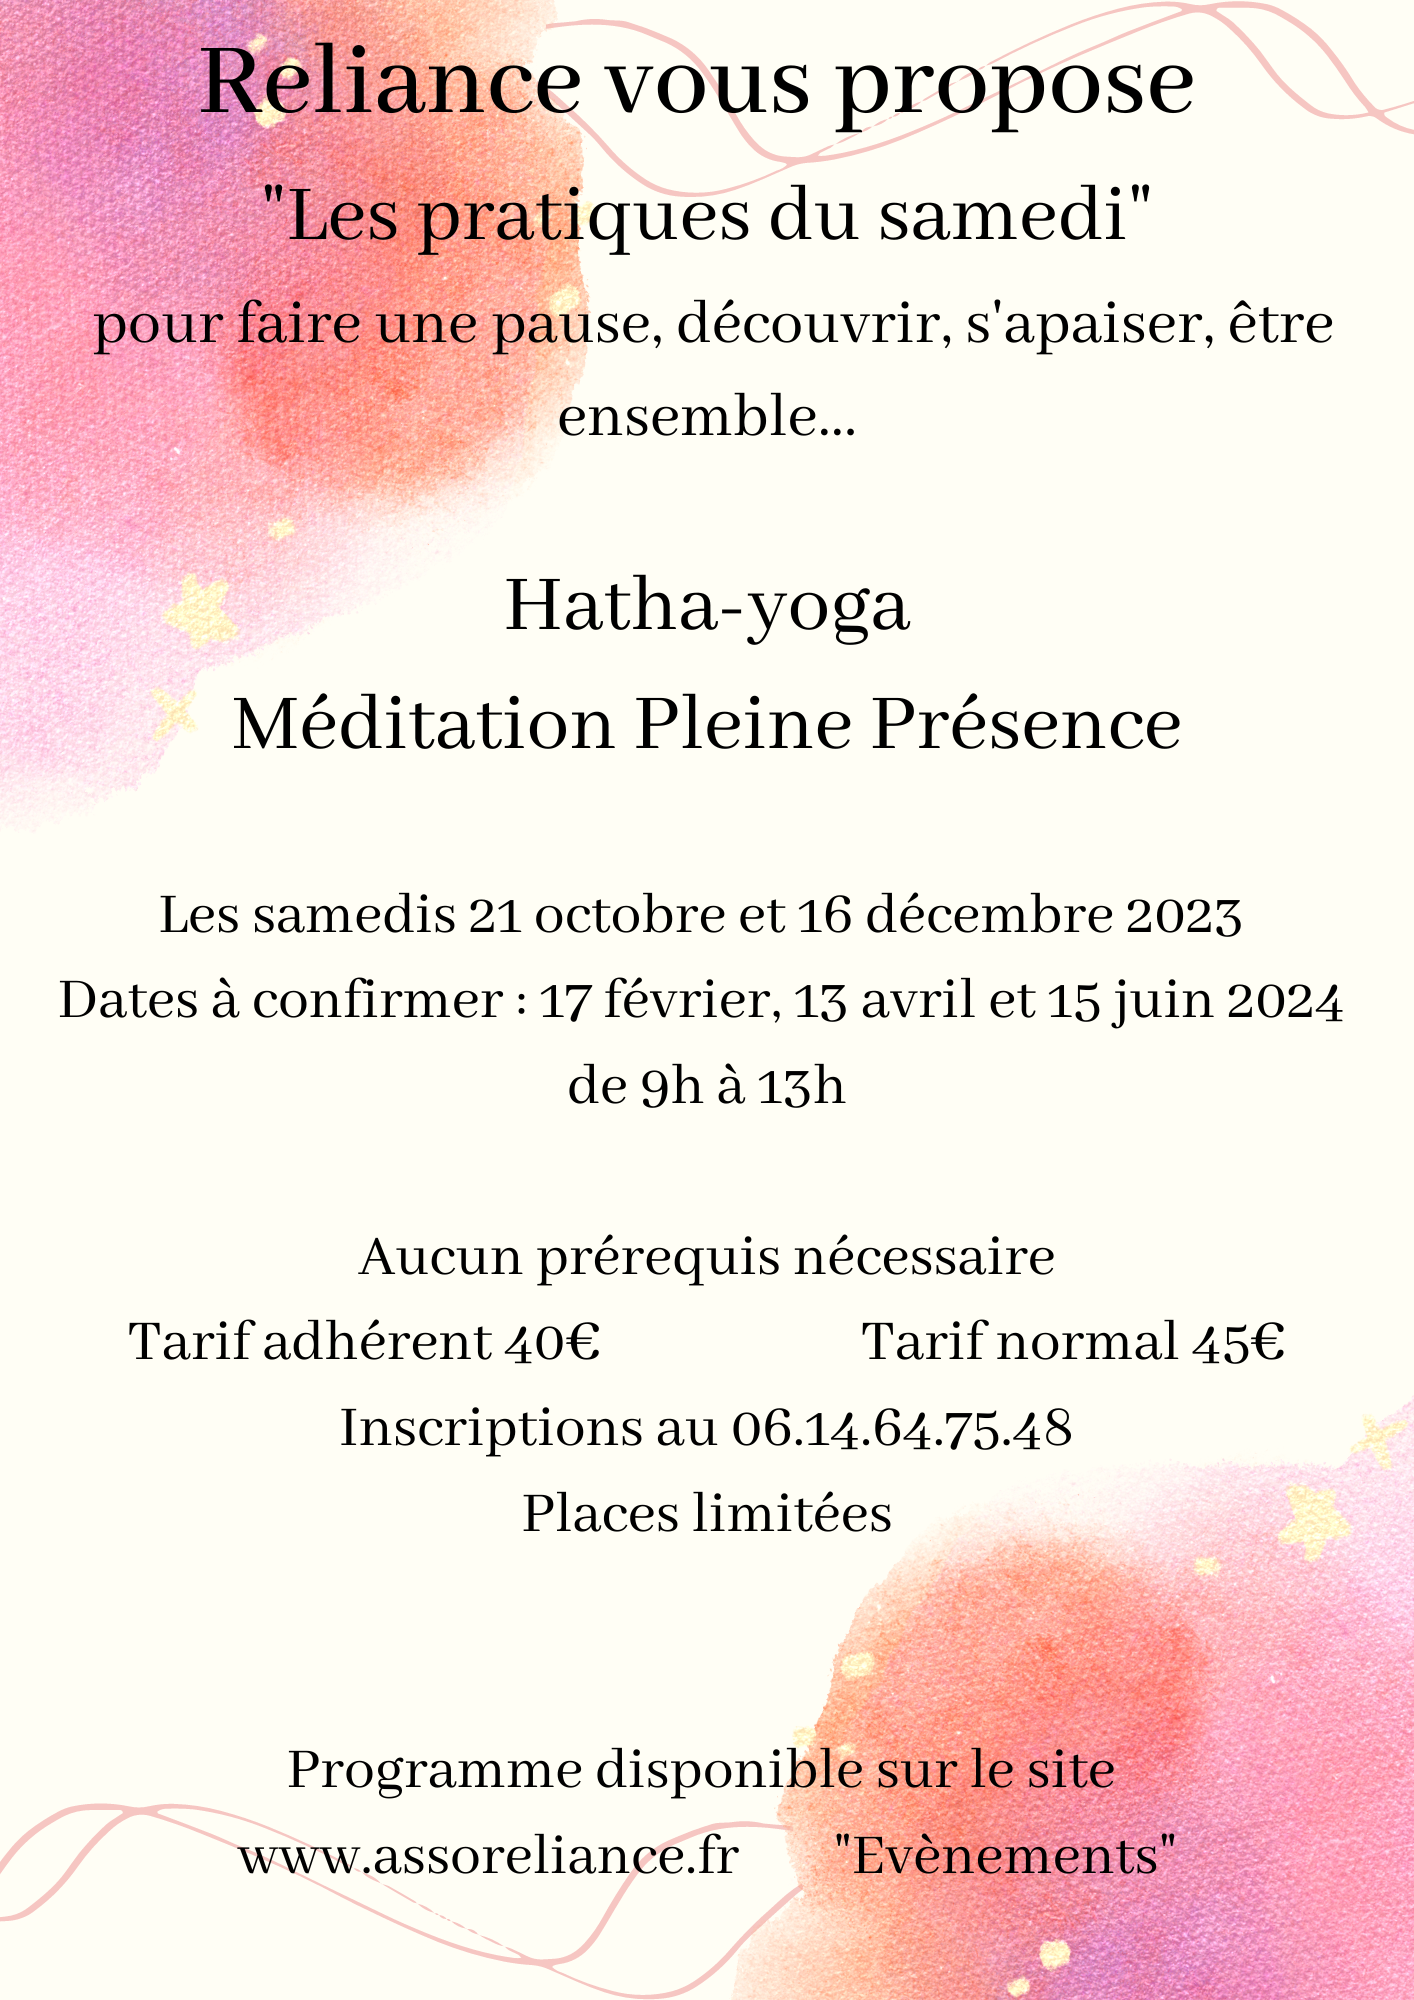 Reliance vous propose
"Les pratiques du samedi"
pour faire une pause, découvrir, s'apaiser, être
ensemble...
Hatha-yoga
Méditation Pleine Présence
Les samedis 21 octobre et 16 décembre 2023
Dates à confirmer : 17 février, 13 avril et 15 juin 2024
de 9h à 13h
Aucun prérequis nécessaire
Tarif adhérent 40€ Tarif normal 45€
Inscriptions au 06.14.64.75.48
Places limitées
Programme disponible sur le site
www.assoreliance.fr "Evènements"